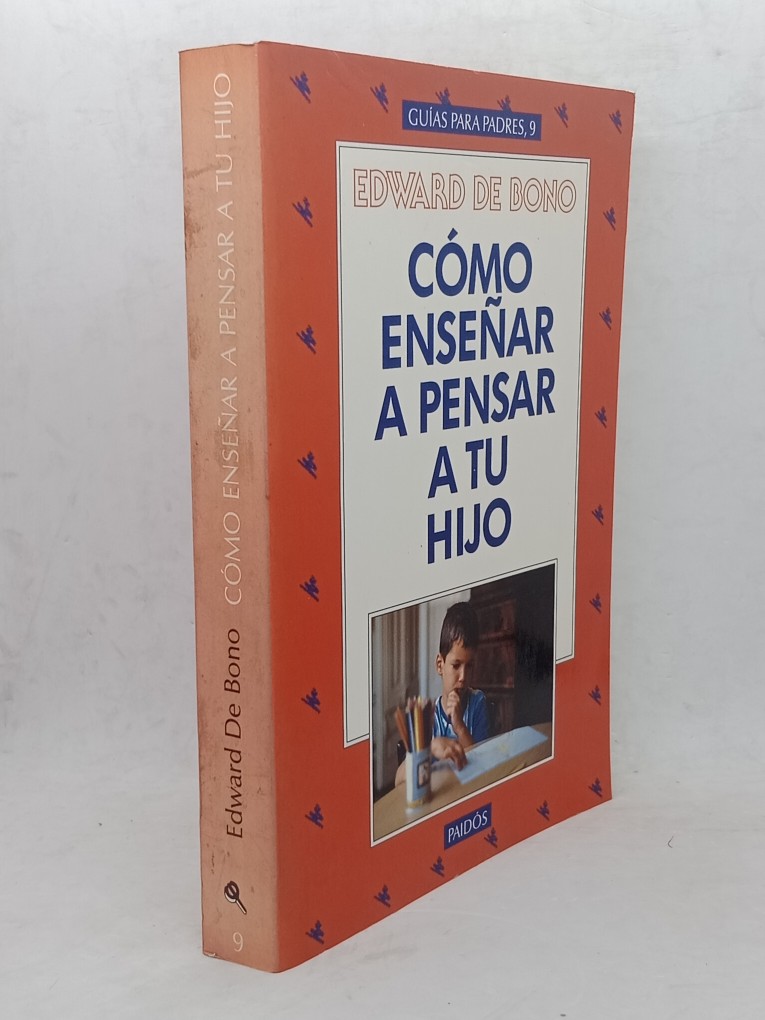 GUÍAS PARA PADRES, 9
EDWARD DE BONO
CÓMO
ENSEÑAR
A PENSAR
A TU
HIJO
PAIDÓS
Edward De Bono CÓMO ENSEÑAR A PENSAR A TU HIJO
9